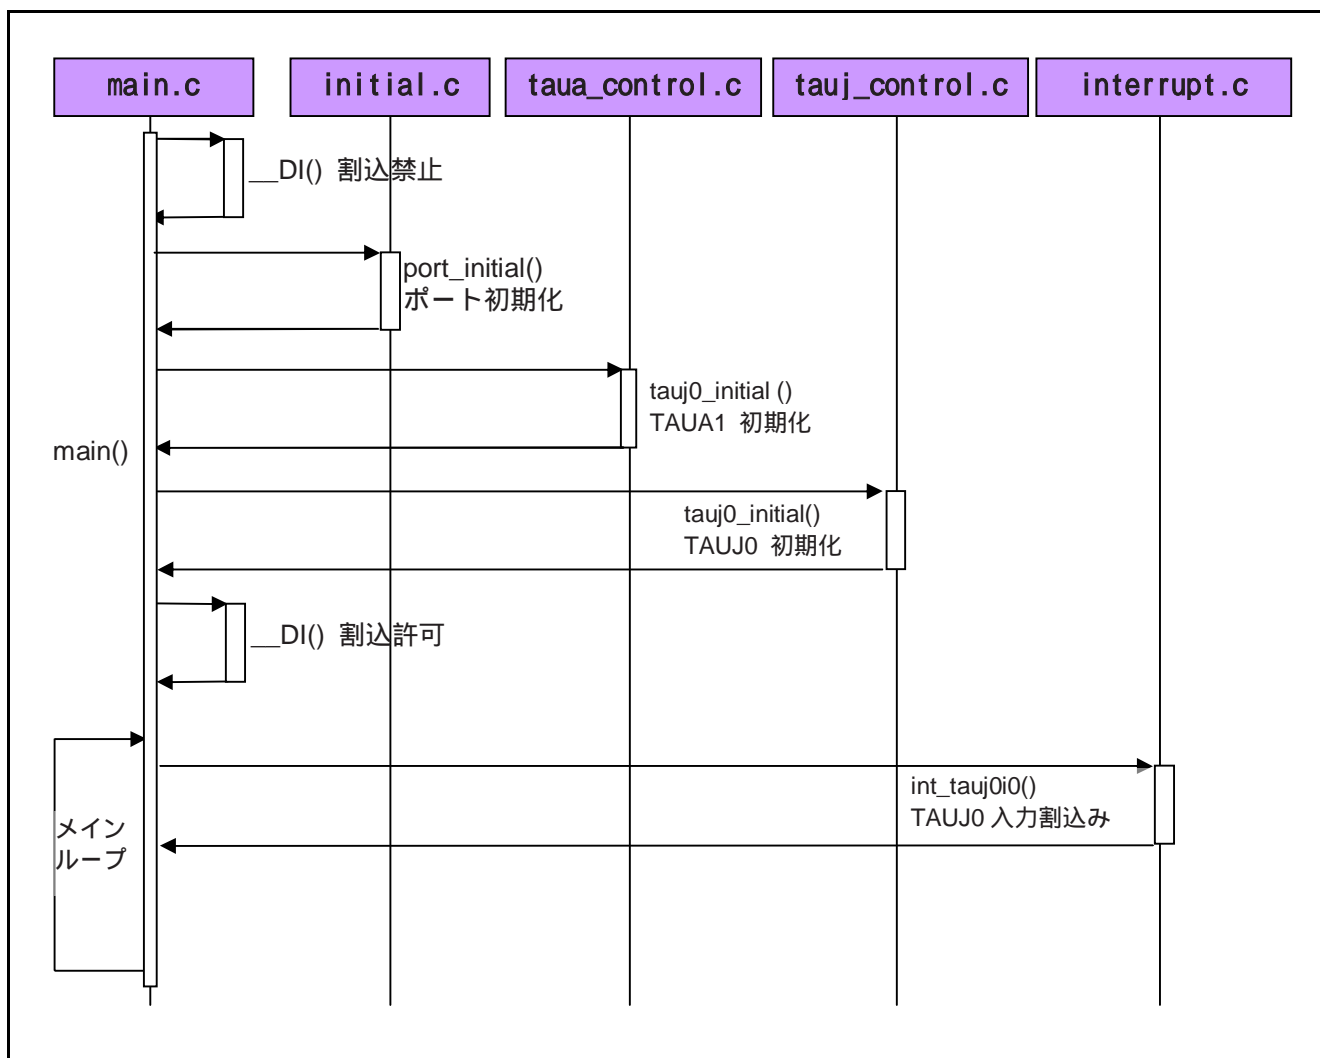 main.c
initial.c
taua_control.c
tauj_control.c
interrupt.c
__DI() 割込禁止
port_initial()
ポート初期化
tauj0_initial ()
TAUA1 初期化
main()
tauj0_initial()
TAUJ0 初期化
__DI() 割込許可
int_tauj0i0()
TAUJ0 入力割込み
メイン
ループ